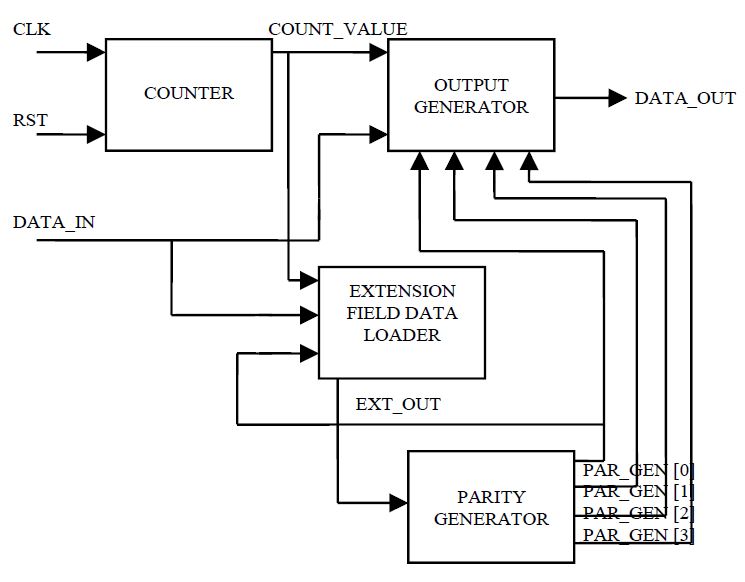 CLK
COUNT_VALUE
COUNTER
OUTPUT
GENERATOR
DATA_OUT
RST
DATA_IN
EXTENSION
FIELD DATA
LOADER
EXT_OUT
PARITY
GENERATOR
PAR_GEN [0]
PAR_GEN [1]
PAR_GEN [2]
PAR_GEN [3]